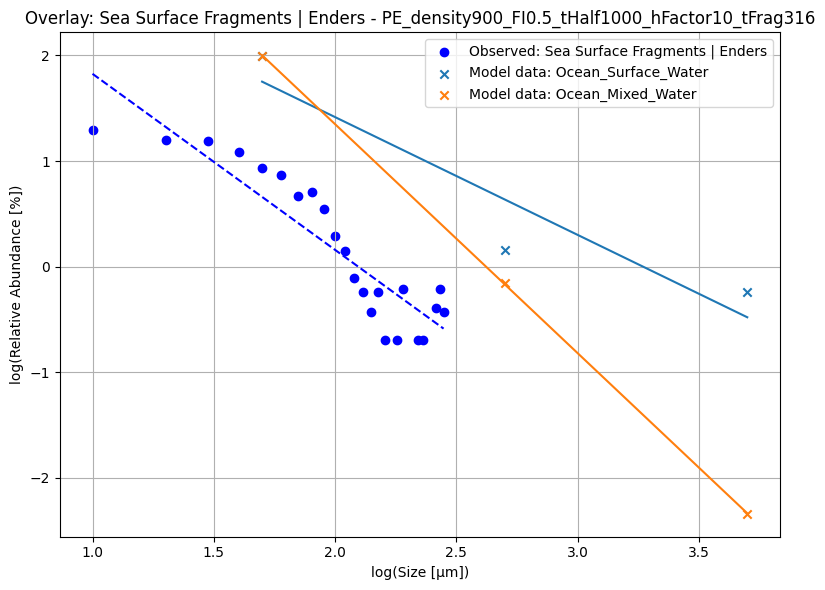 Overlay: Sea Surface Fragments | Enders - PE_density900_FI0.5_tHalf1000_hFactor10_tFrag316
Observed: Sea Surface Fragments | Enders
Model data: Ocean_Surface_Water
Model data: Ocean_Mixed_Water
log(Relative Abundance [%])
2
1
0
−1
−2
1.0 1.5 2.0 2.5 3.0 3.5
log(Size [μm])